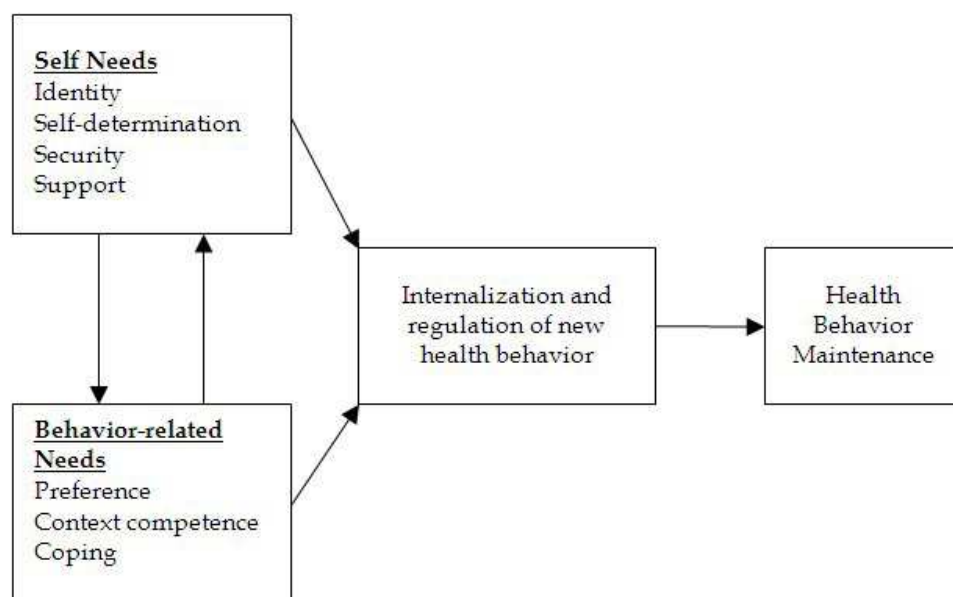 Self Needs
Identity
Self-determination
Security
Support
Internalization and
regulation of new
health behavior
Health
Behavior
Maintenance
Behavior-related
Needs
Preference
Context competence
Coping